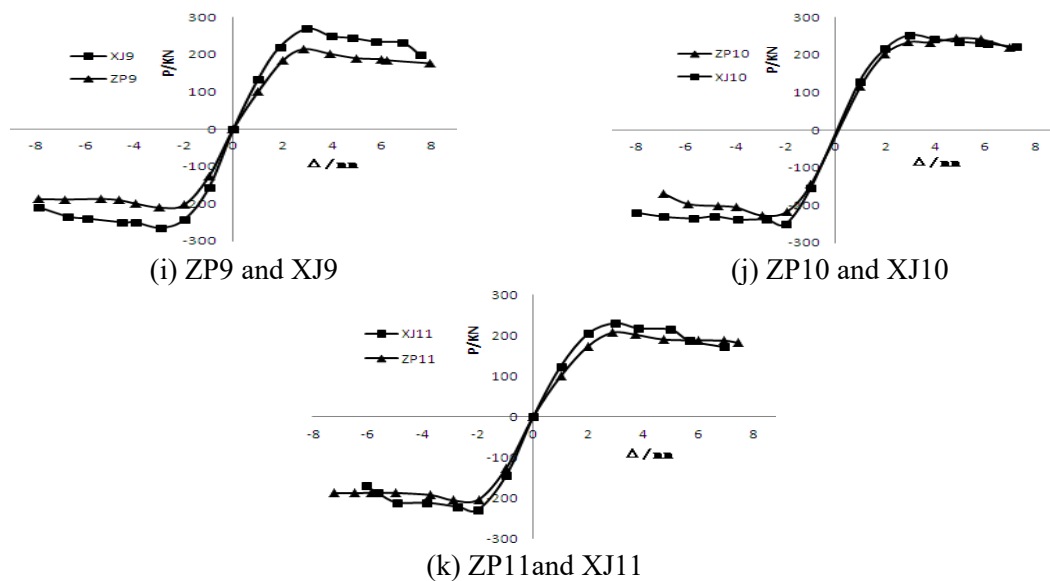 300
200
100
0
-100
-200
-300
-8 -6 -4 -2 0 2 4 6 8
P/KN
Δ/mm
XJ9
ZP9
(i) ZP9 and XJ9
300
200
100
0
-100
-200
-300
-8 -6 -4 -2 0 2 4 6 8
P/KN
Δ/mm
ZP10
XJ10
(j) ZP10 and XJ10
300
200
100
0
-100
-200
-300
-8 -6 -4 -2 0 2 4 6 8
P/KN
Δ/mm
XJ11
ZP11
(k) ZP11and XJ11